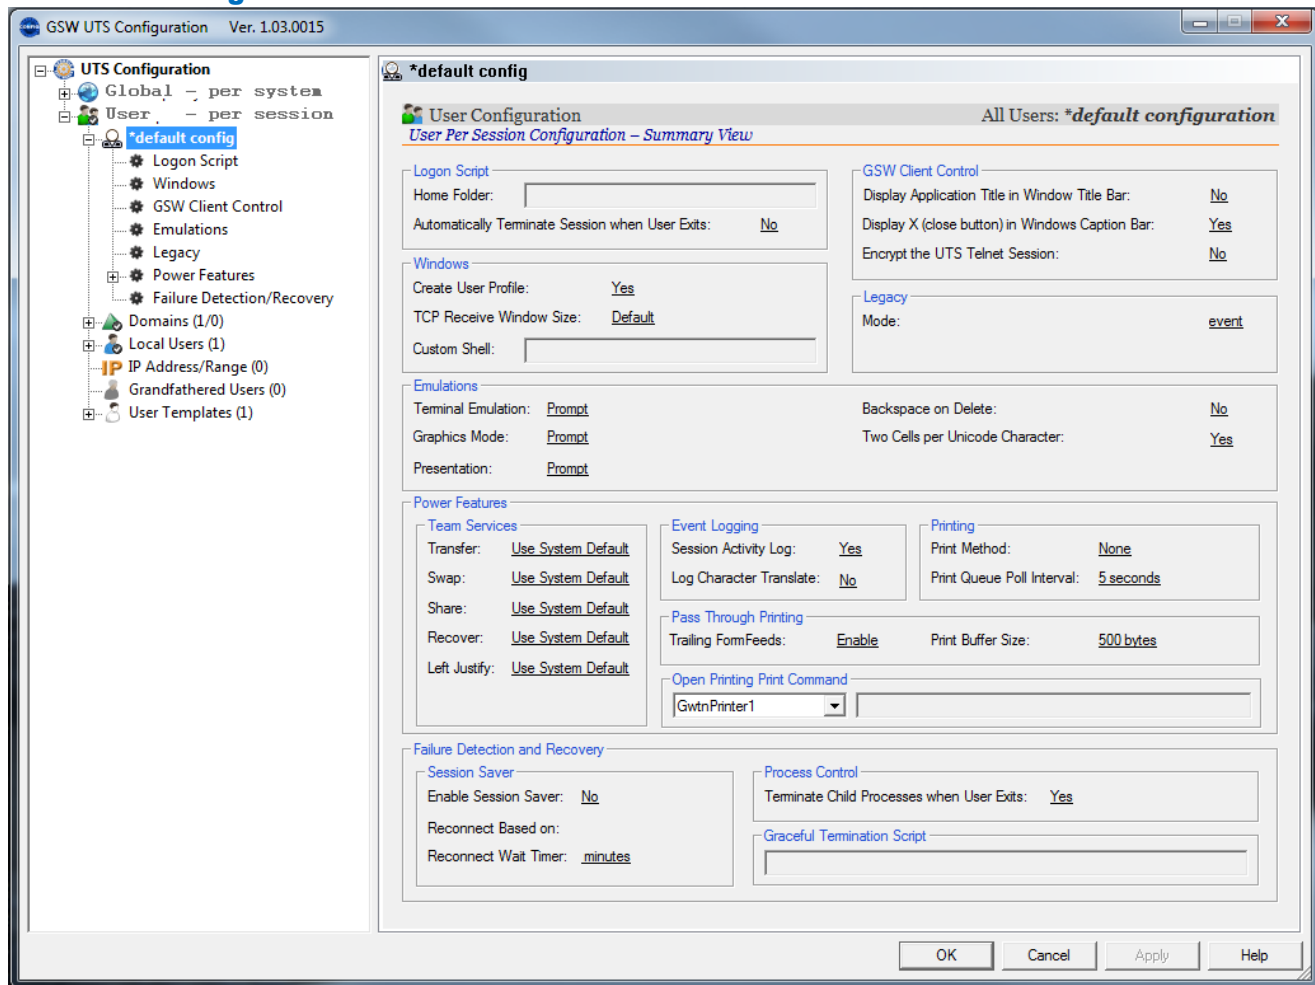 GSW UTS Configuration Ver. 1.03.0015
UTS Configuration
Global - per system
User - per session
*default config
Logon Script
Windows
GSW Client Control
Emulations
Legacy
Power Features
Failure Detection/Recovery
Domains (1/0)
Local Users (1)
IP IP Address/Range (0)
Grandfathered Users (0)
User Templates (1)
*default config
User Configuration All Users: *default configuration
User Per Session Configuration – Summary View
Logon Script
Home Folder:
Automatically Terminate Session when User Exits: No
GSW Client Control
Display Application Title in Window Title Bar: No
Display X (close button) in Windows Caption Bar: Yes
Encrypt the UTS Telnet Session: No
Windows
Create User Profile: Yes
TCP Receive Window Size: Default
Custom Shell:
Legacy
Mode: event
Emulations
Terminal Emulation: Prompt
Graphics Mode: Prompt
Presentation: Prompt
Backspace on Delete: No
Two Cells per Unicode Character: Yes
Power Features
Team Services
Transfer: Use System Default
Swap: Use System Default
Share: Use System Default
Recover: Use System Default
Left Justify: Use System Default
Event Logging
Session Activity Log: Yes
Log Character Translate: No
Printing
Print Method: None
Print Queue Poll Interval: 5 seconds
Pass Through Printing
Trailing FormFeeds: Enable Print Buffer Size: 500 bytes
Open Printing Print Command
GwtnPrinter1
Failure Detection and Recovery
Session Saver
Enable Session Saver: No
Reconnect Based on:
Reconnect Wait Timer: minutes
Process Control
Terminate Child Processes when User Exits: Yes
Graceful Termination Script
OK Cancel Apply Help